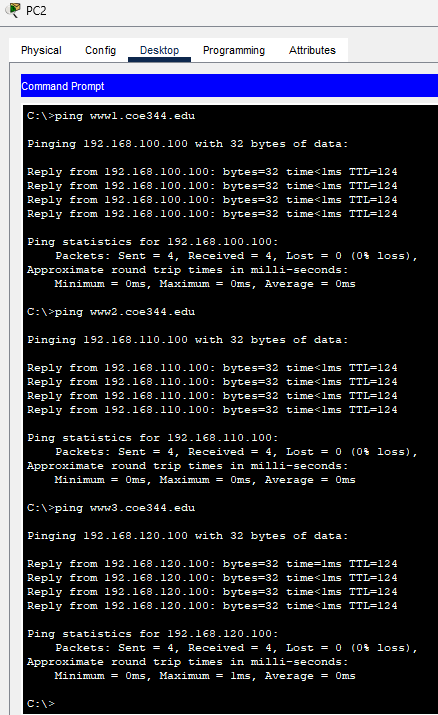 PC2
Physical Config Desktop Programming Attributes
Command Prompt
C:\>ping www1.coe344.edu
Pinging 192.168.100.100 with 32 bytes of data:
Reply from 192.168.100.100: bytes=32 time<1ms TTL=124
Reply from 192.168.100.100: bytes=32 time<1ms TTL=124
Reply from 192.168.100.100: bytes=32 time<1ms TTL=124
Reply from 192.168.100.100: bytes=32 time<1ms TTL=124
Ping statistics for 192.168.100.100:
Packets: Sent = 4, Received = 4, Lost = 0 (0% loss),
Approximate round trip times in milli-seconds:
Minimum = 0ms, Maximum = 0ms, Average = 0ms
C:\>ping www2.coe344.edu
Pinging 192.168.110.100 with 32 bytes of data:
Reply from 192.168.110.100: bytes=32 time<1ms TTL=124
Reply from 192.168.110.100: bytes=32 time<1ms TTL=124
Reply from 192.168.110.100: bytes=32 time<1ms TTL=124
Reply from 192.168.110.100: bytes=32 time<1ms TTL=124
Ping statistics for 192.168.110.100:
Packets: Sent = 4, Received = 4, Lost = 0 (0% loss),
Approximate round trip times in milli-seconds:
Minimum = 0ms, Maximum = 0ms, Average = 0ms
C:\>ping www3.coe344.edu
Pinging 192.168.120.100 with 32 bytes of data:
Reply from 192.168.120.100: bytes=32 time=1ms TTL=124
Reply from 192.168.120.100: bytes=32 time<1ms TTL=124
Reply from 192.168.120.100: bytes=32 time<1ms TTL=124
Reply from 192.168.120.100: bytes=32 time<1ms TTL=124
Ping statistics for 192.168.120.100:
Packets: Sent = 4, Received = 4, Lost = 0 (0% loss),
Approximate round trip times in milli-seconds:
Minimum = 0ms, Maximum = 1ms, Average = 0ms
C:\>